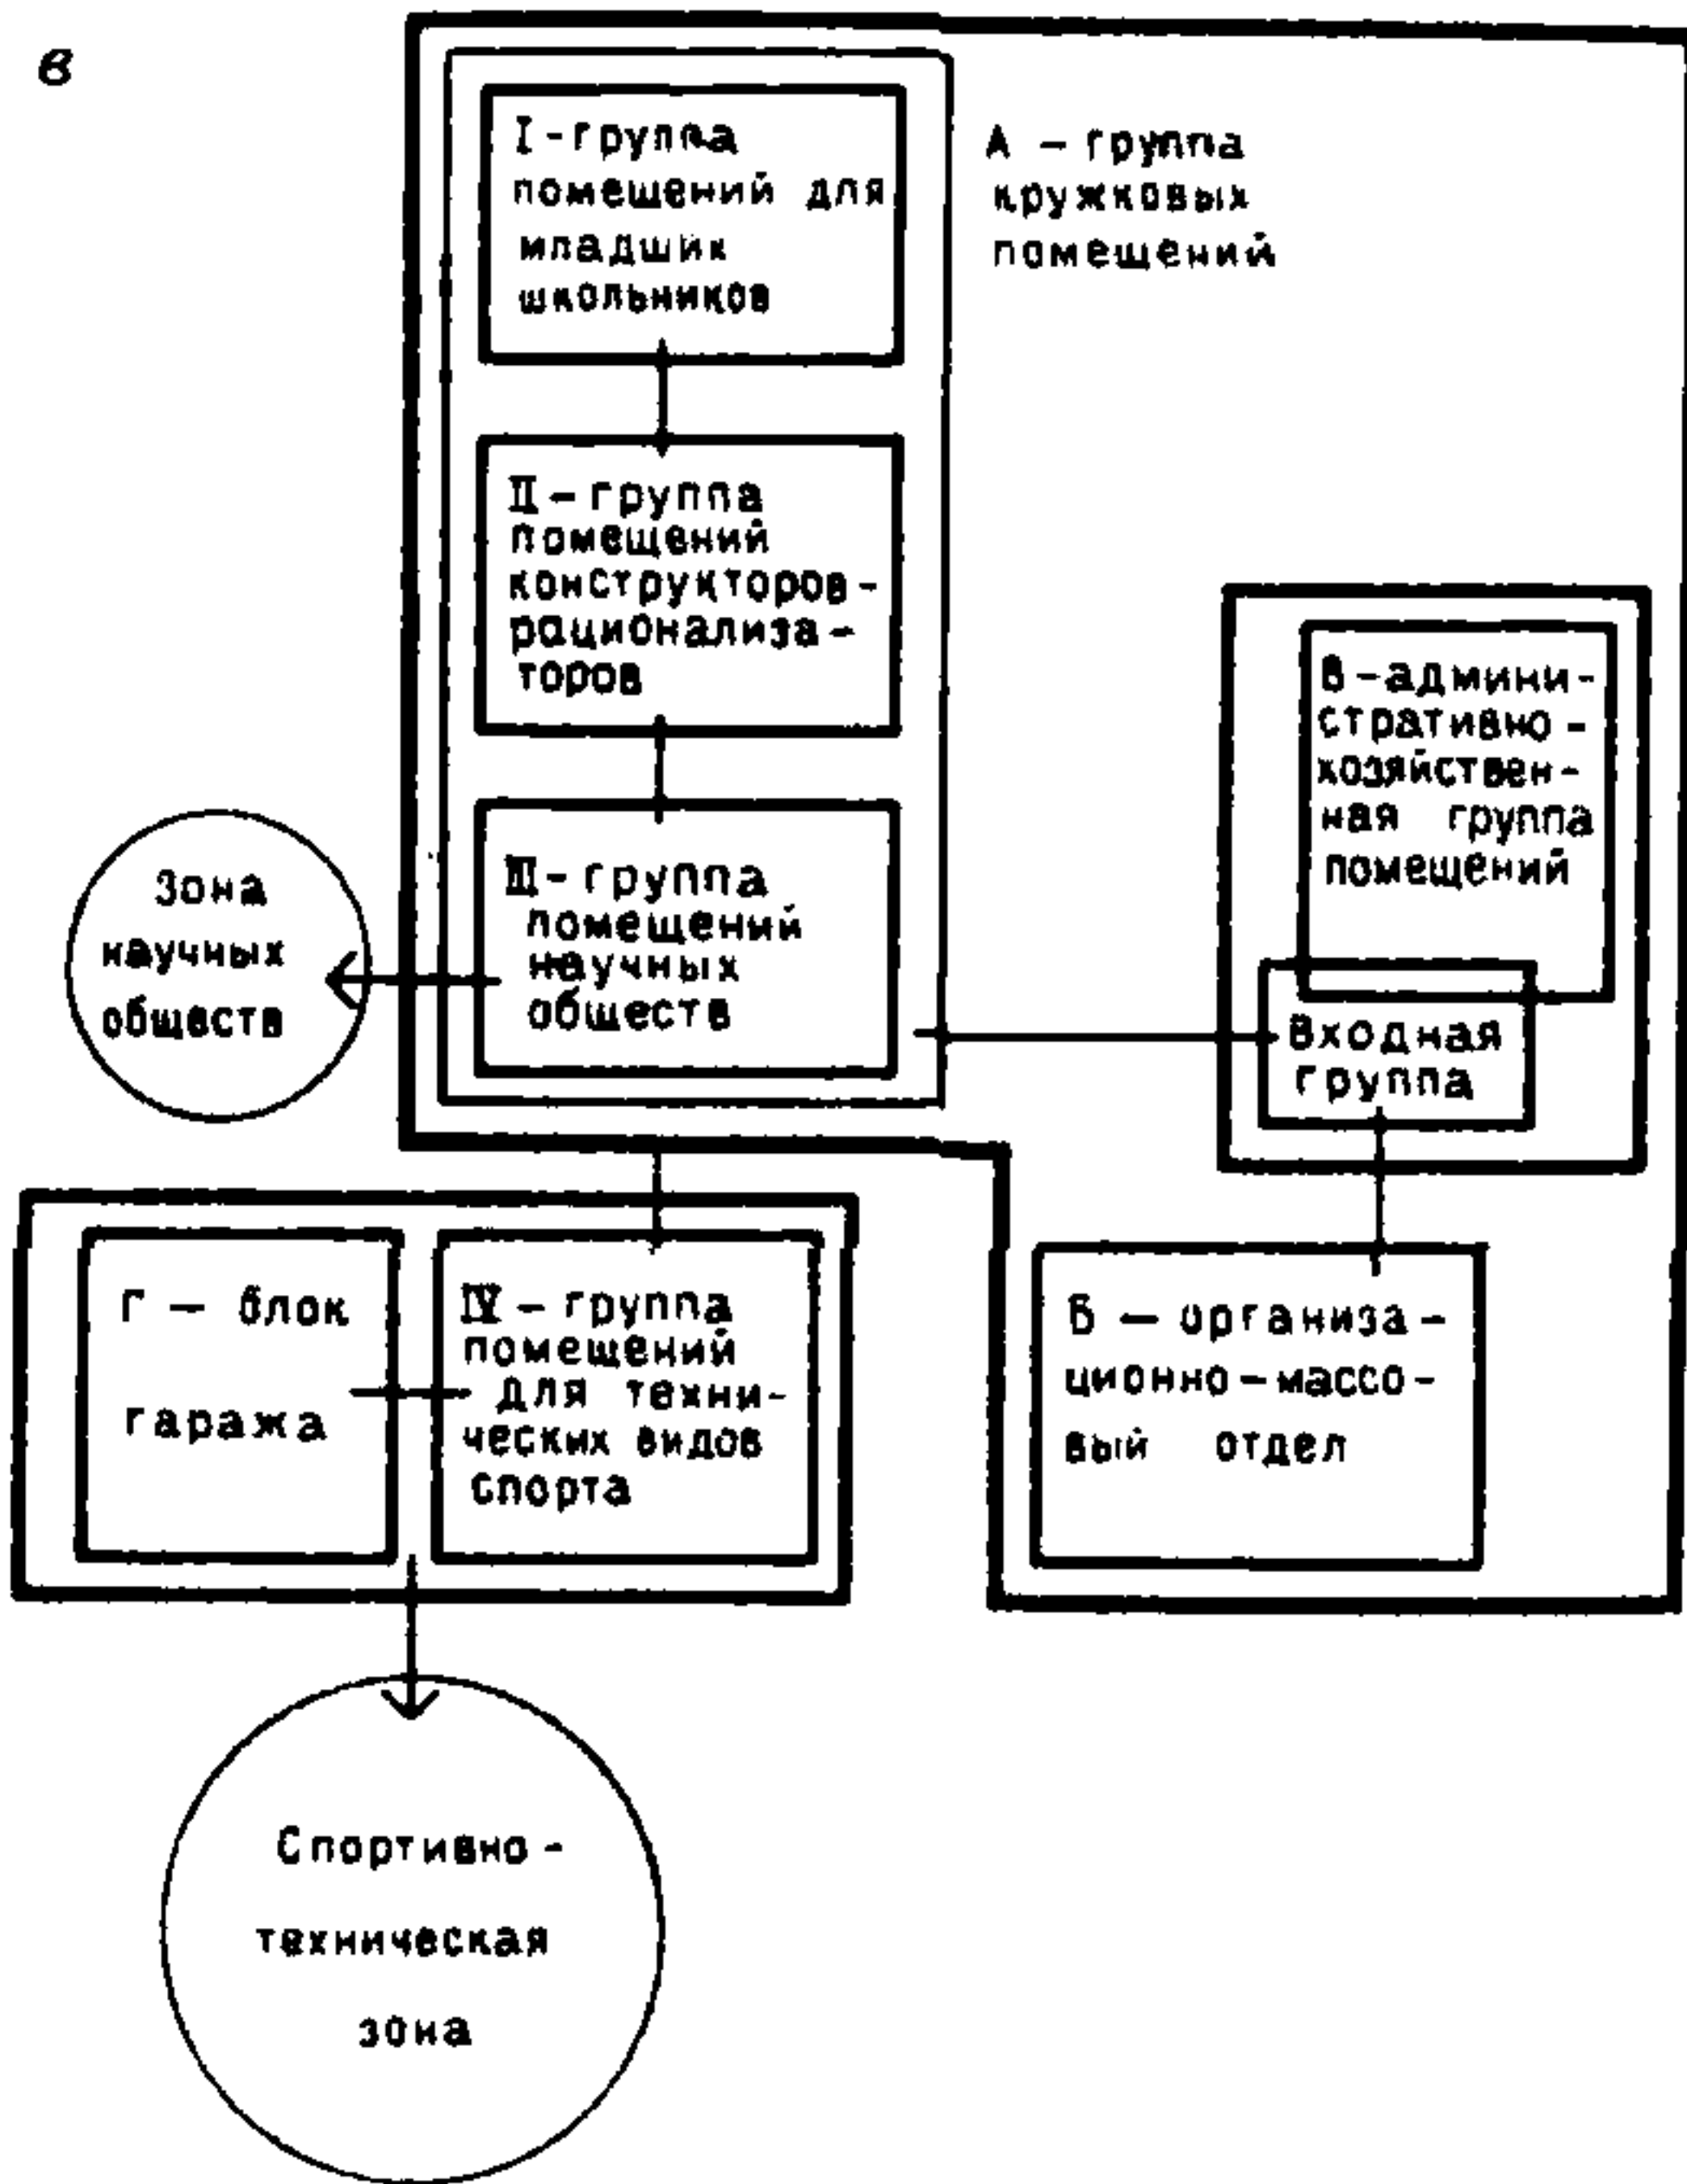 в
I - группа
помещений для
младших
школьников
А - группа
кружковых
помещений
II - группа
помещений
конструкторов-
рационализа-
торов
В - админи-
стративно-
хозяйствен-
ная группа
помещений
III - группа
помещений
научных
обществ
Зона
научных
обществ
Входная
группа
Г — блок
гаража
IV - группа
помещений
для техни-
ческих видов
спорта
Б — организа-
ционно-массо-
вый отдел
Спортивно-
техническая
зона